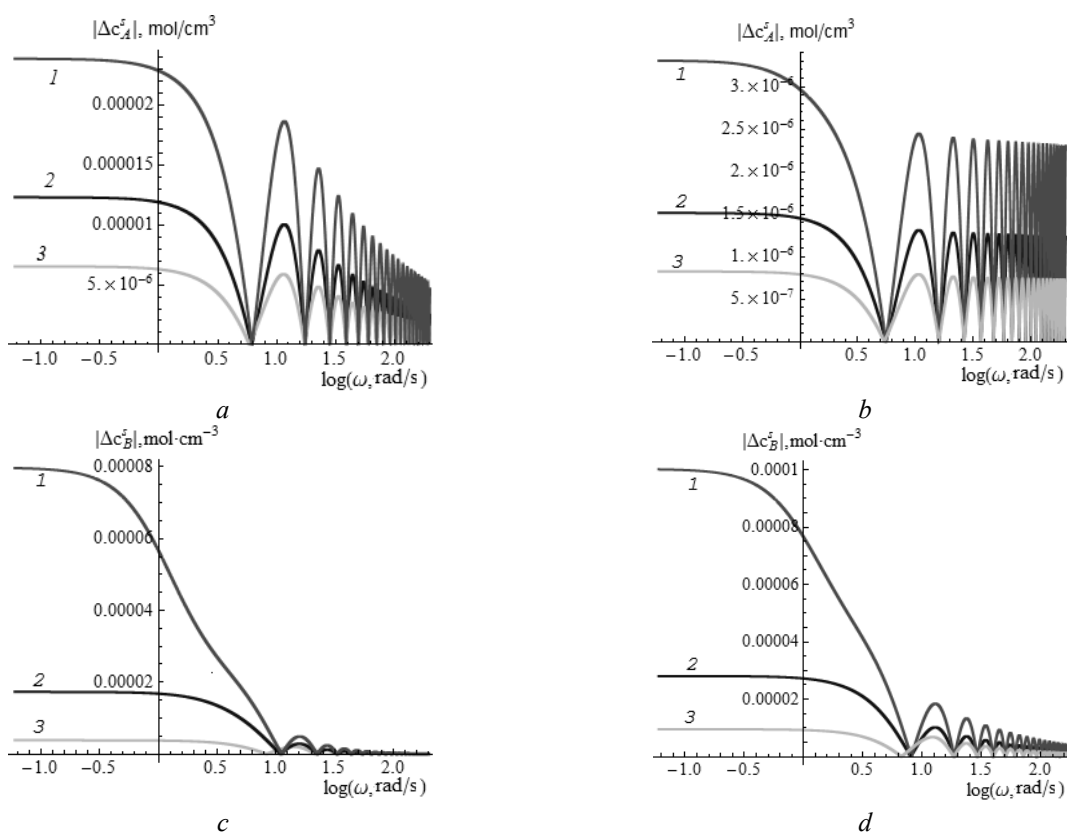 |Δc^s_A|, mol/cm³
1
0.00002
0.000015
2
0.00001
3
5.×10⁻⁶
−1.0 −0.5 0.5 1.0 1.5 2.0
log(ω, rad/s)
a
|Δc^s_A|, mol/cm³
1
3.×10⁻⁶
2.5×10⁻⁶
2.×10⁻⁶
2
1.5×10⁻⁶
1.×10⁻⁶
3
5.×10⁻⁷
−1.0 −0.5 0.5 1.0 1.5 2.0
log(ω, rad/s)
b
|Δc^s_B|, mol·cm⁻³
0.00008
1
0.00006
0.00004
2
0.00002
3
−1.0 −0.5 0.5 1.0 1.5 2.0
log(ω, rad/s)
c
|Δc^s_B|, mol·cm⁻³
0.0001
1
0.00008
0.00006
0.00004
2
0.00002
3
−1.0 −0.5 0.5 1.0 1.5 2.0
log(ω, rad/s)
d